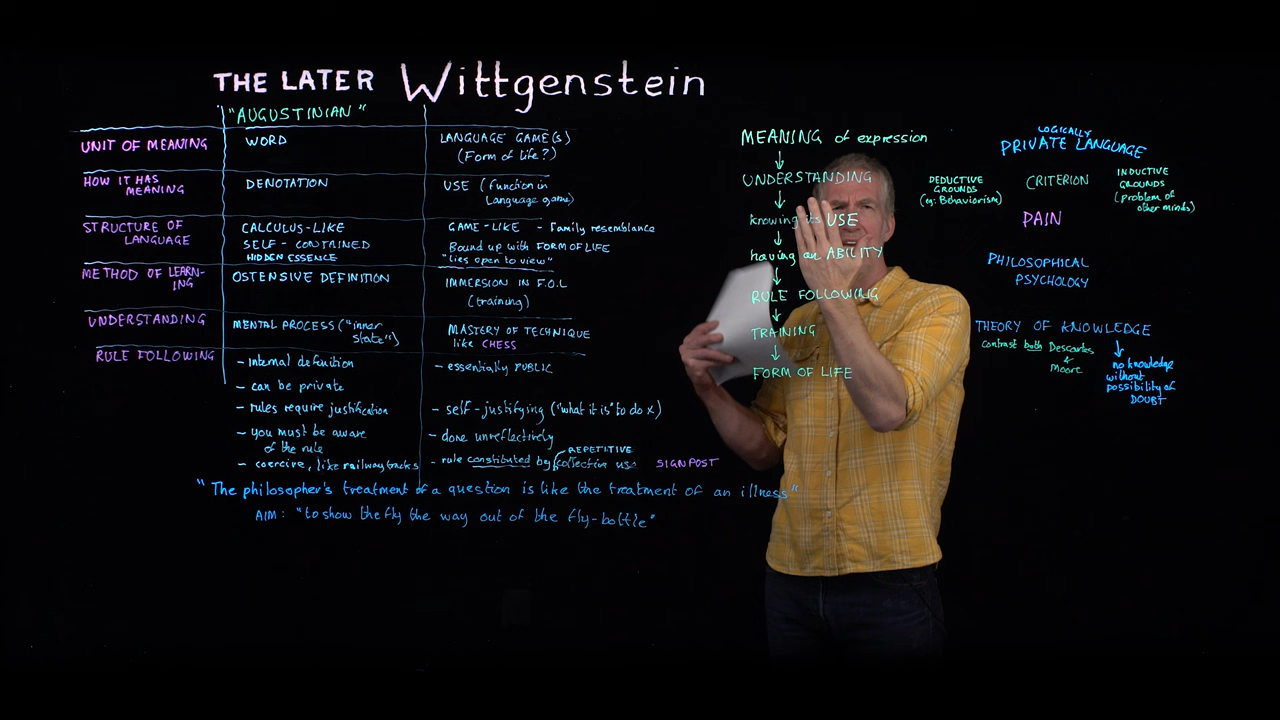 THE LATER Wittgenstein
"AUGUSTINIAN"
UNIT OF MEANING
WORD
LANGUAGE GAME(S)
(Form of life?)
HOW IT HAS
MEANING
DENOTATION
USE (function in
Language game)
STRUCTURE OF
LANGUAGE
CALCULUS-LIKE
SELF-CONTAINED
HIDDEN ESSENCE
GAME-LIKE - Family resemblance
Bound up with FORM OF LIFE
"lies open to view"
METHOD OF LEARN-
ING
OSTENSIVE DEFINITION
IMMERSION IN F.O.L
(training)
UNDERSTANDING
MENTAL PROCESS ("inner
state")
MASTERY OF TECHNIQUE
like CHESS
RULE FOLLOWING
- internal definition
- can be private
- rules require justification
- you must be aware
of the rule
- coercive, like railway tracks
- essentially PUBLIC
- self-justifying ("what it is" to do x)
- done unreflectively
REPETITIVE
- rule constituted by collective use
SIGNPOST
"The philosopher's treatment of a question is like the treatment of an illness"
AIM: "to show the fly the way out of the fly-bottle"
MEANING of expression
↓
UNDERSTANDING
↓
knowing its USE
↓
having an ABILITY
↓
RULE FOLLOWING
↓
TRAINING
↓
FORM OF LIFE
LOGICALLY
PRIVATE LANGUAGE
DEDUCTIVE
GROUNDS
(eg: Behaviorism)
CRITERION
INDUCTIVE
GROUNDS
(problem of
other minds)
PAIN
PHILOSOPHICAL
PSYCHOLOGY
THEORY OF KNOWLEDGE
contrast both Descartes
+
Moore
↓
no knowledge
without
possibility of
DOUBT